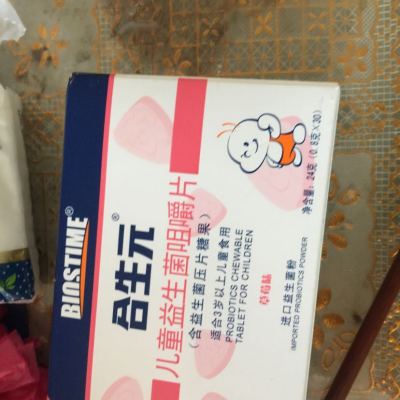 BIOSTIME®
合生元®
儿童益生菌咀嚼片
（含益生菌压片糖果）
适合3岁以上儿童食用
PROBIOTICS CHEWABLE
TABLET FOR CHILDREN
草莓味
进口益生菌粉
IMPORTED PROBIOTICS POWDER
净含量：24克（0.8克×30）